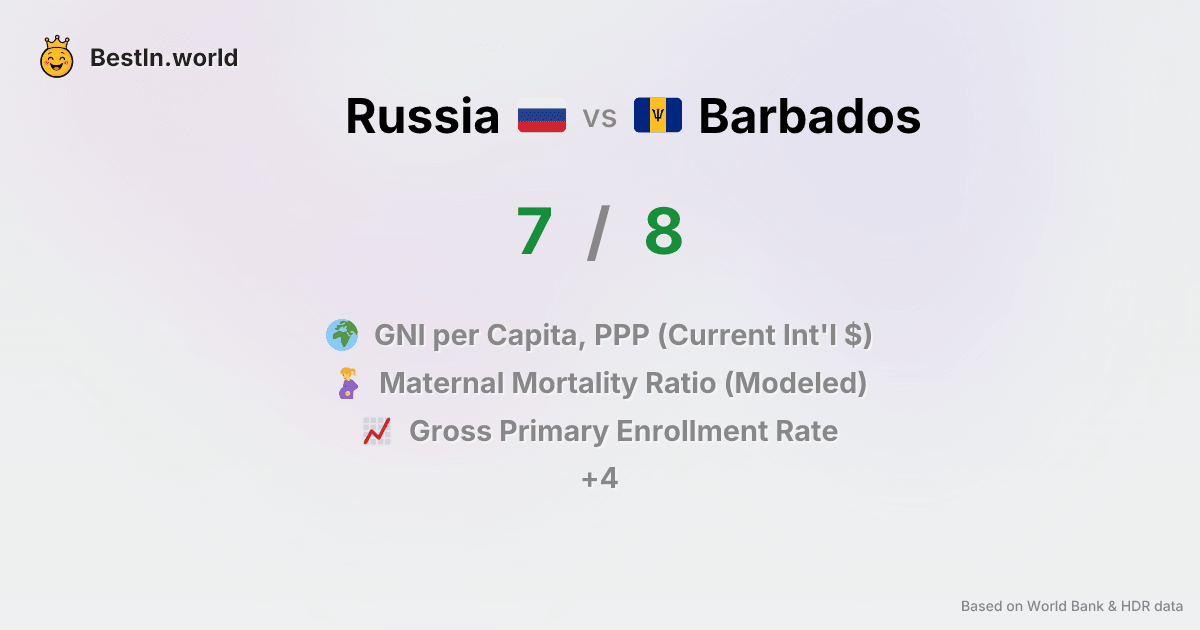 BestIn.world
Russia vs Barbados
7 / 8
GNI per Capita, PPP (Current Int'l $)
Maternal Mortality Ratio (Modeled)
Gross Primary Enrollment Rate
+4
Based on World Bank & HDR data